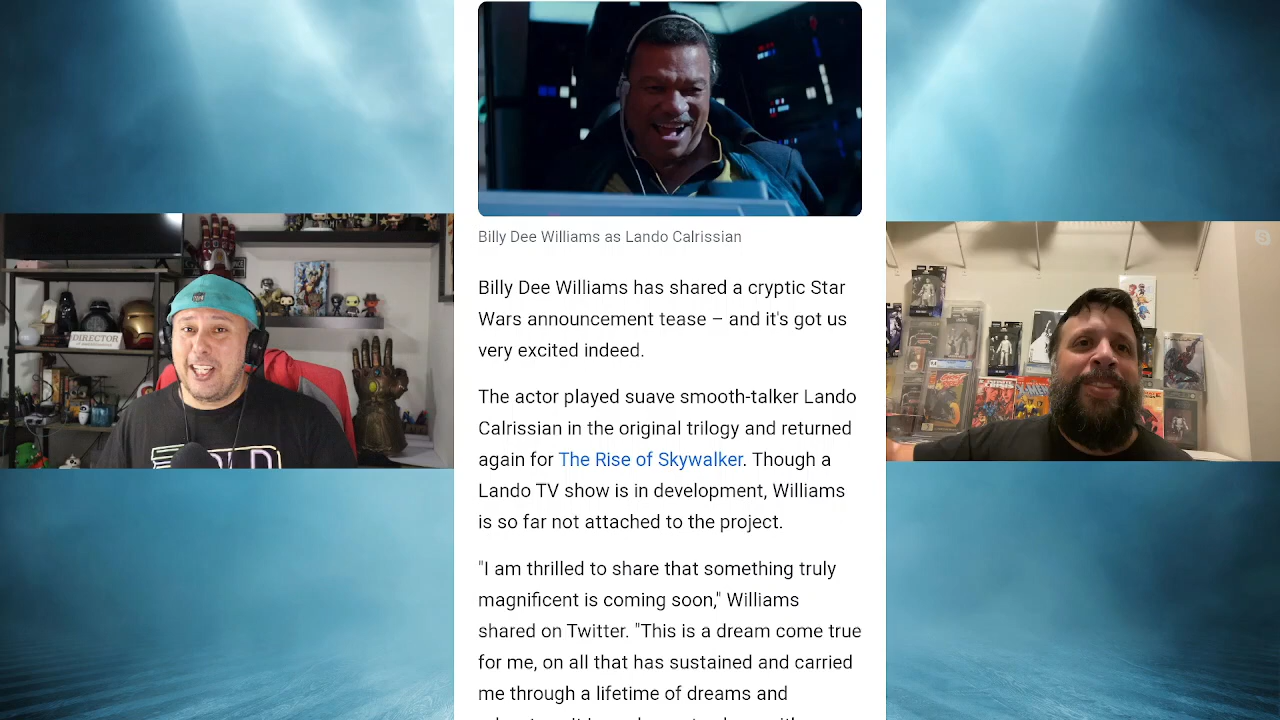 Billy Dee Williams as Lando Calrissian
Billy Dee Williams has shared a cryptic Star
Wars announcement tease – and it's got us
very excited indeed.
The actor played suave smooth-talker Lando
Calrissian in the original trilogy and returned
again for The Rise of Skywalker. Though a
Lando TV show is in development, Williams
is so far not attached to the project.
"I am thrilled to share that something truly
magnificent is coming soon," Williams
shared on Twitter. "This is a dream come true
for me, on all that has sustained and carried
me through a lifetime of dreams and
DIRECTOR